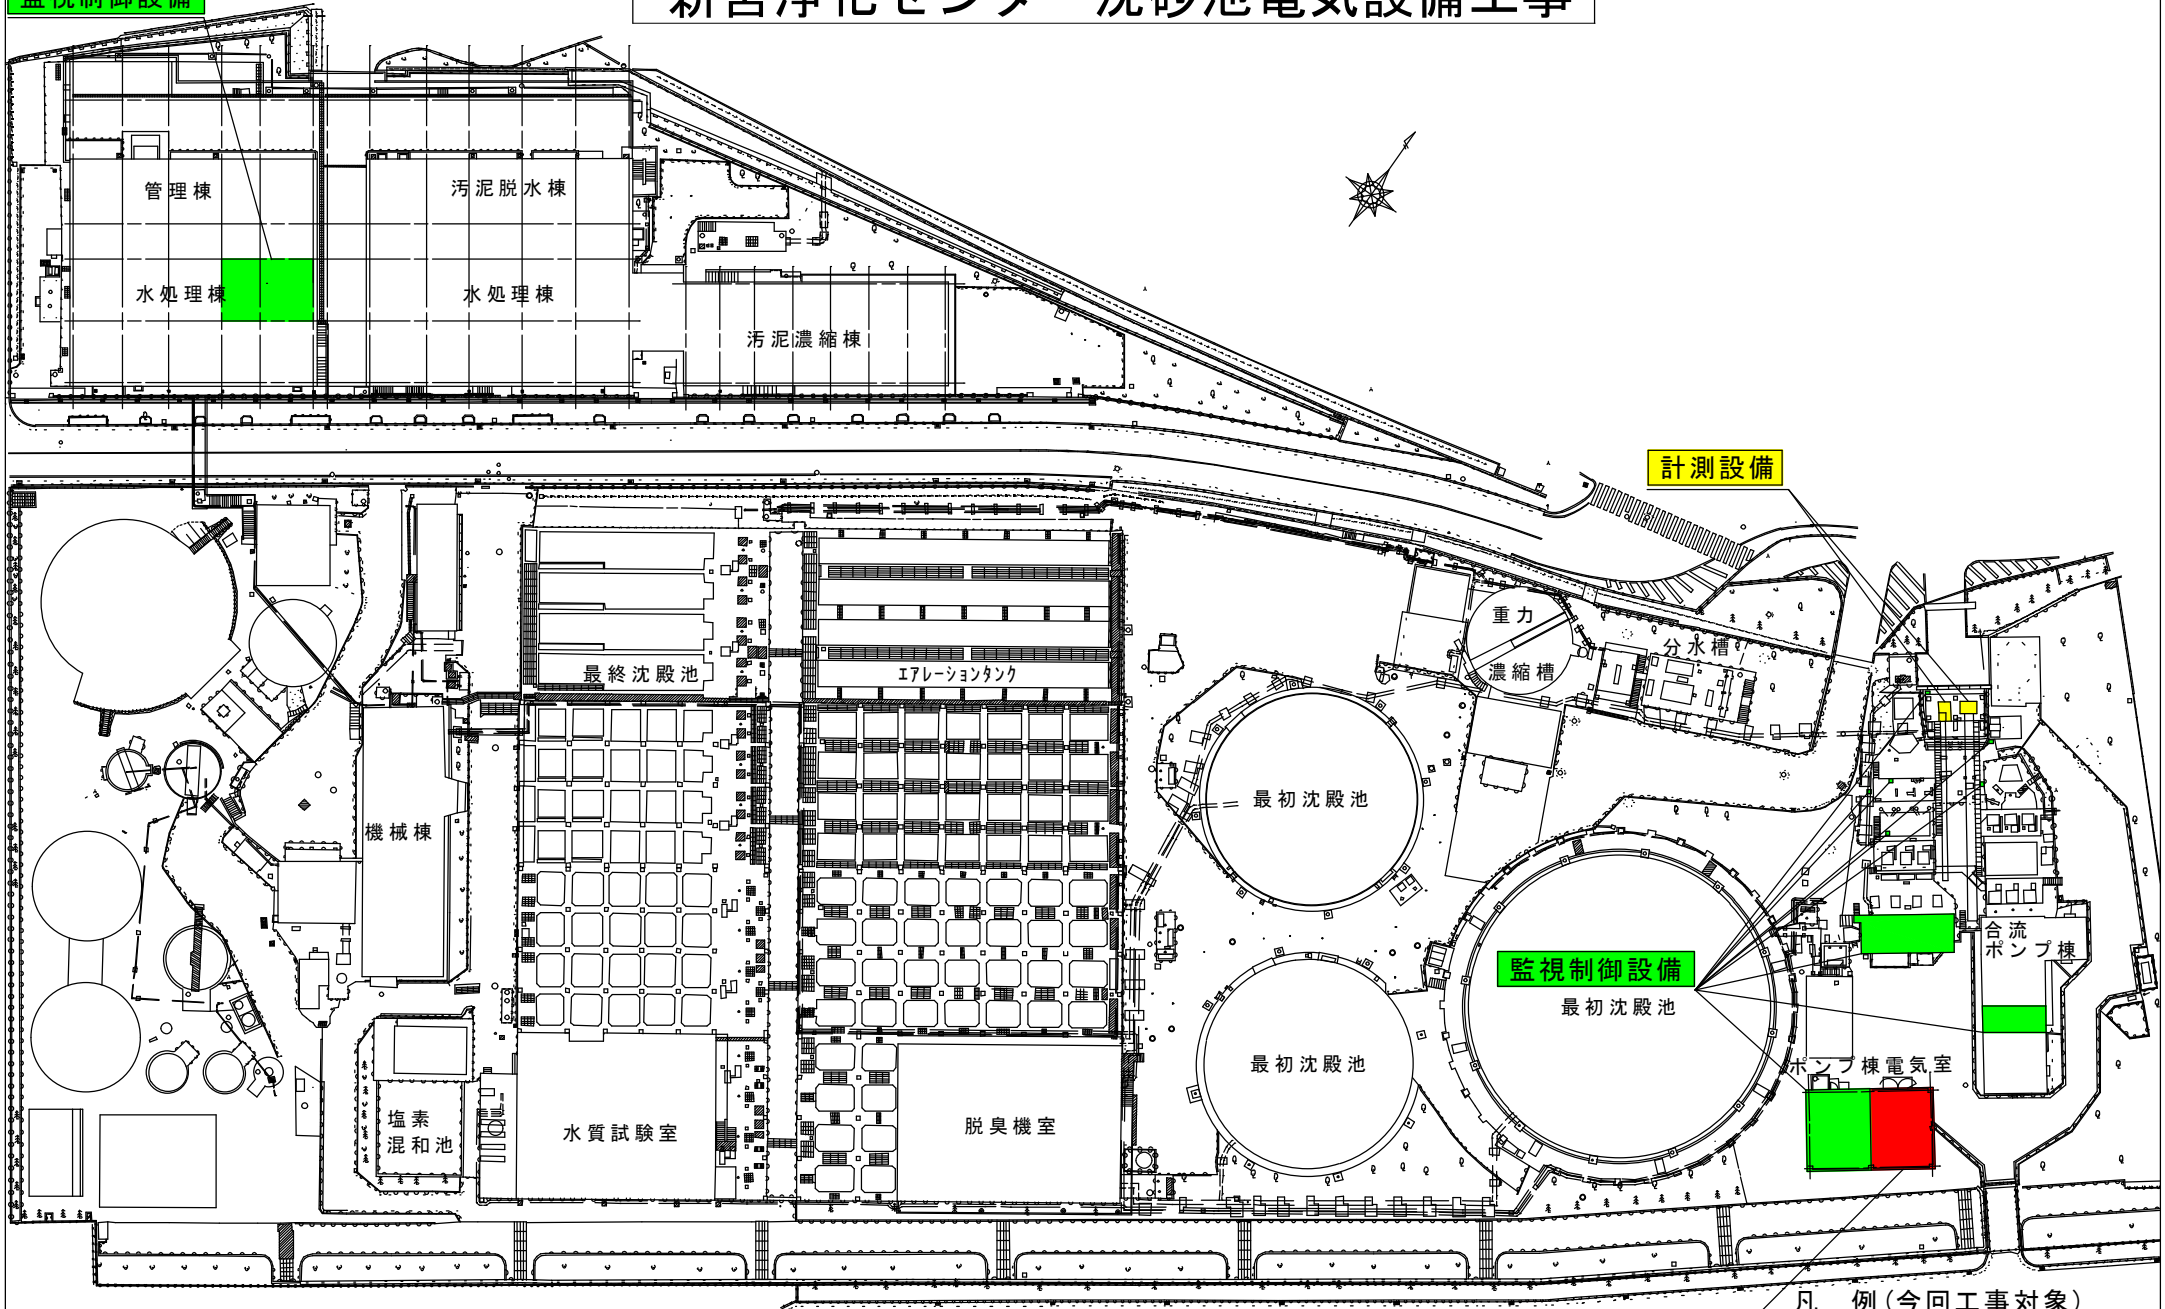 監視制御設備
新宮浄化センター 沈砂池電気設備工事
管理棟
汚泥脱水棟
水処理棟
水処理棟
汚泥濃縮棟
計測設備
重力
濃縮槽
分水槽
最終沈殿池
エアレーションタンク
最初沈殿池
機械棟
合流
ポンプ棟
監視制御設備
最初沈殿池
最初沈殿池
ポンプ棟電気室
塩素
混和池
水質試験室
脱臭機室
凡　例(今回工事対象)